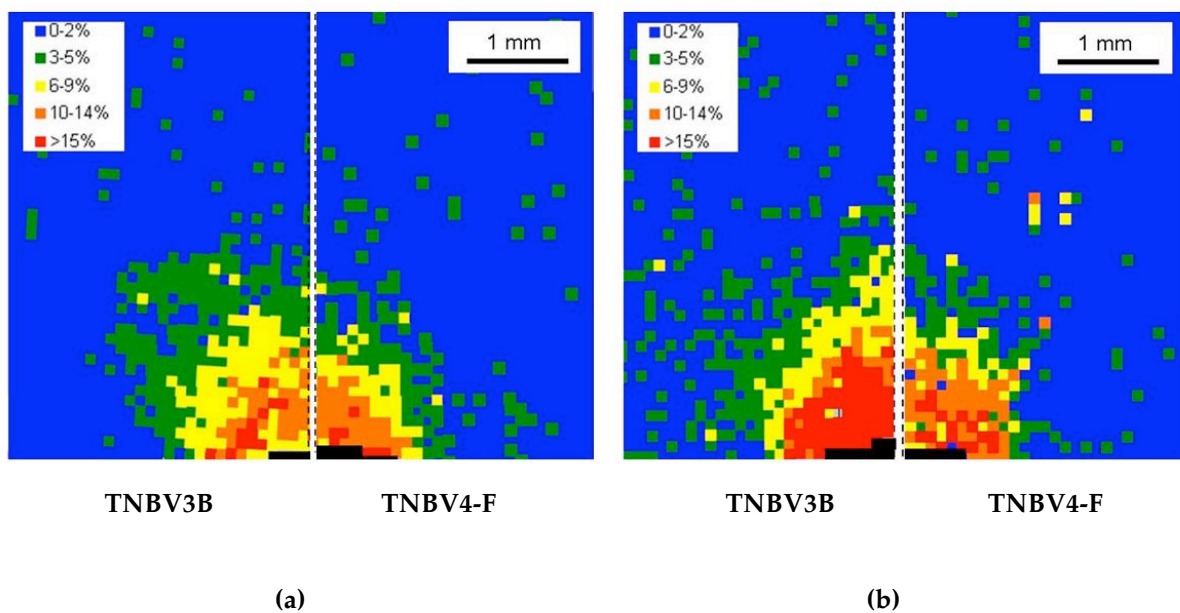 0-2%
3-5%
6-9%
10-14%
>15%
1 mm
0-2%
3-5%
6-9%
10-14%
>15%
1 mm
TNBV3B
TNBV4-F
TNBV3B
TNBV4-F
(a)
(b)